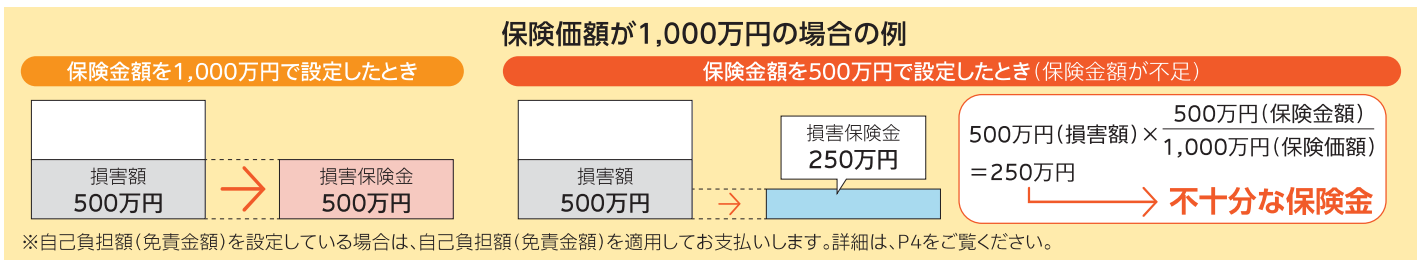 保険価額が1,000万円の場合の例
保険金額を1,000万円で設定したとき
損害額
500万円
損害保険金
500万円
保険金額を500万円で設定したとき(保険金額が不足)
損害額
500万円
損害保険金
250万円
500万円(損害額)×
500万円(保険金額)
1,000万円(保険価額)
=250万円
不十分な保険金
※自己負担額(免責金額)を設定している場合は、自己負担額(免責金額)を適用してお支払いします。詳細は、P4をご覧ください。